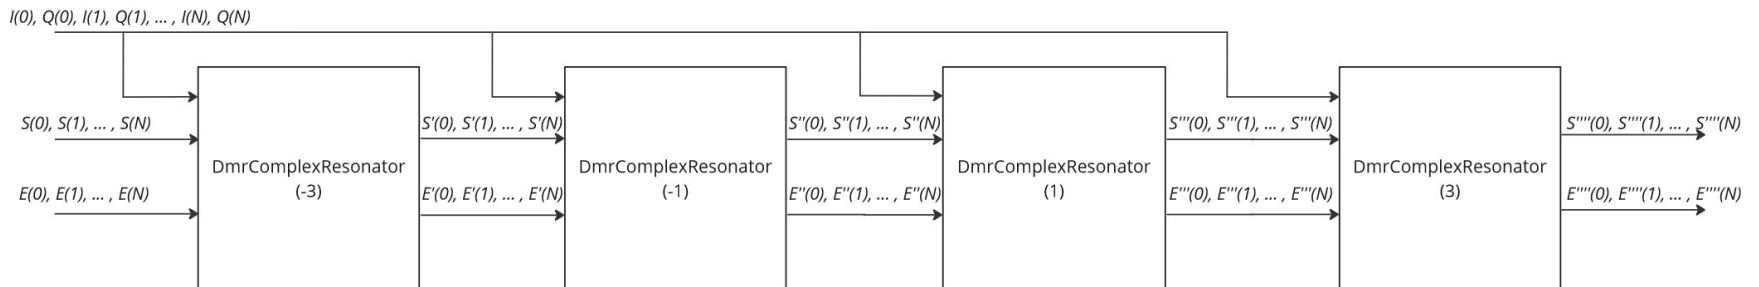 I(0), Q(0), I(1), Q(1), ... , I(N), Q(N)
S(0), S(1), ... , S(N)
E(0), E(1), ... , E(N)
DmrComplexResonator
(-3)
S'(0), S'(1), ... , S'(N)
E'(0), E'(1), ... , E'(N)
DmrComplexResonator
(-1)
S''(0), S''(1), ... , S''(N)
E''(0), E''(1), ... , E''(N)
DmrComplexResonator
(1)
S'''(0), S'''(1), ... , S'''(N)
E'''(0), E'''(1), ... , E'''(N)
DmrComplexResonator
(3)
S''''(0), S''''(1), ... , S''''(N)
E''''(0), E''''(1), ... , E''''(N)